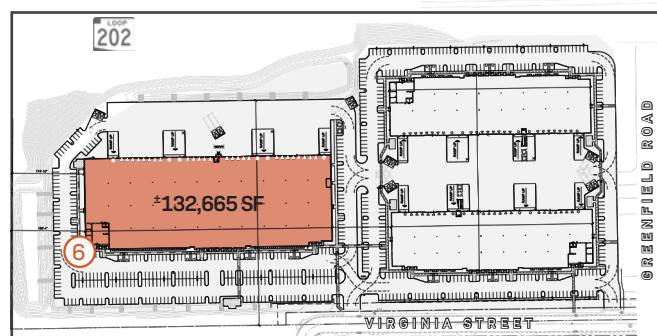 LOOP
202
±132,665 SF
6
VIRGINIA STREET
GREENFIELD ROAD